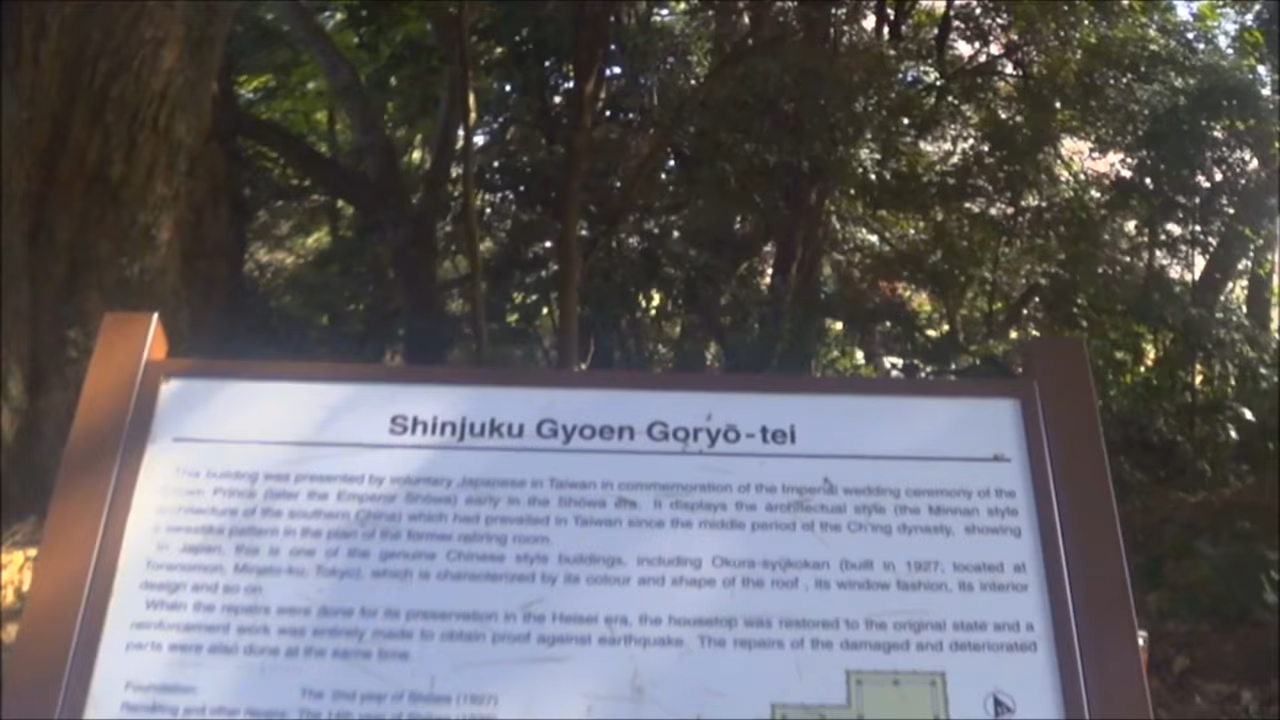 Shinjuku Gyoen Goryō-tei
This building was presented by voluntary Japanese in Taiwan in commemoration of the Imperial wedding ceremony of the
Crown Prince (later the Emperor Shōwa) early in the Shōwa era. It displays the architectual style (the Minnan style
architecture of the southern China) which had prevailed in Taiwan since the middle period of the Ch'ing dynasty, showing
a swastika pattern in the plan of the former retiring room.
In Japan, this is one of the genuine Chinese style buildings, including Okura-syūkokan (built in 1927, located at
Toranomon, Minato-ku, Tokyo), which is characterized by its colour and shape of the roof , its window fashion, its interior
design and so on.
When the repairs were done for its preservation in the Heisei era, the housetop was restored to the original state and a
reinforcement work was entirely made to obtain proof against earthquake. The repairs of the damaged and deteriorated
parts were also done at the same time.
Foundation: The 2nd year of Shōwa (1927)
and other repairs: The year of Shōwa